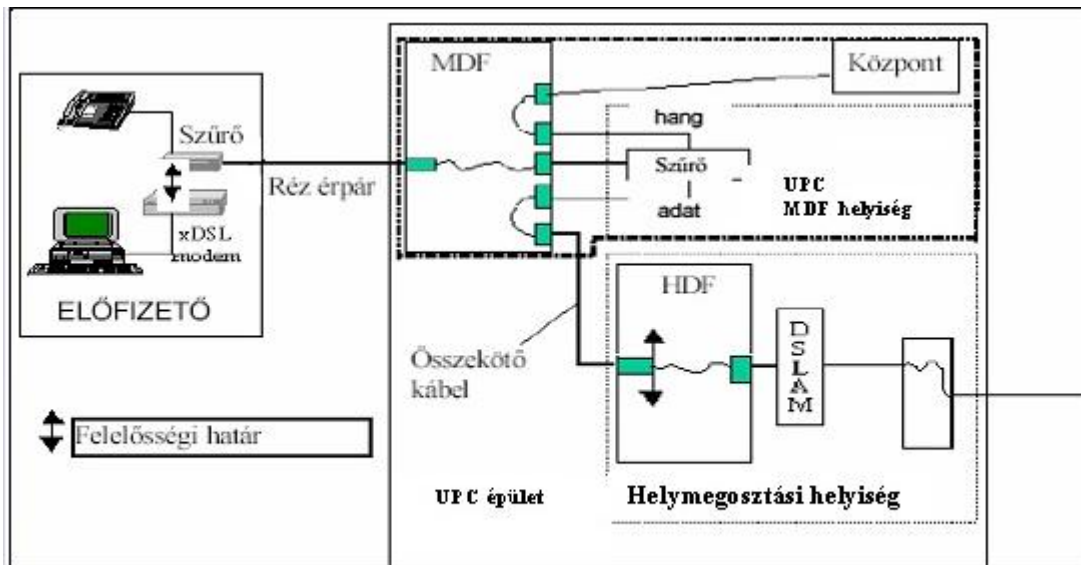 MDF
Központ
hang
Szűrő
Szűrő
Réz érpár
UPC
MDF helyiség
adat
xDSL
modem
ELŐFIZETŐ
HDF
DSLAM
Összekötő
kábel
Felelősségi határ
UPC épület
Helymegosztási helyiség